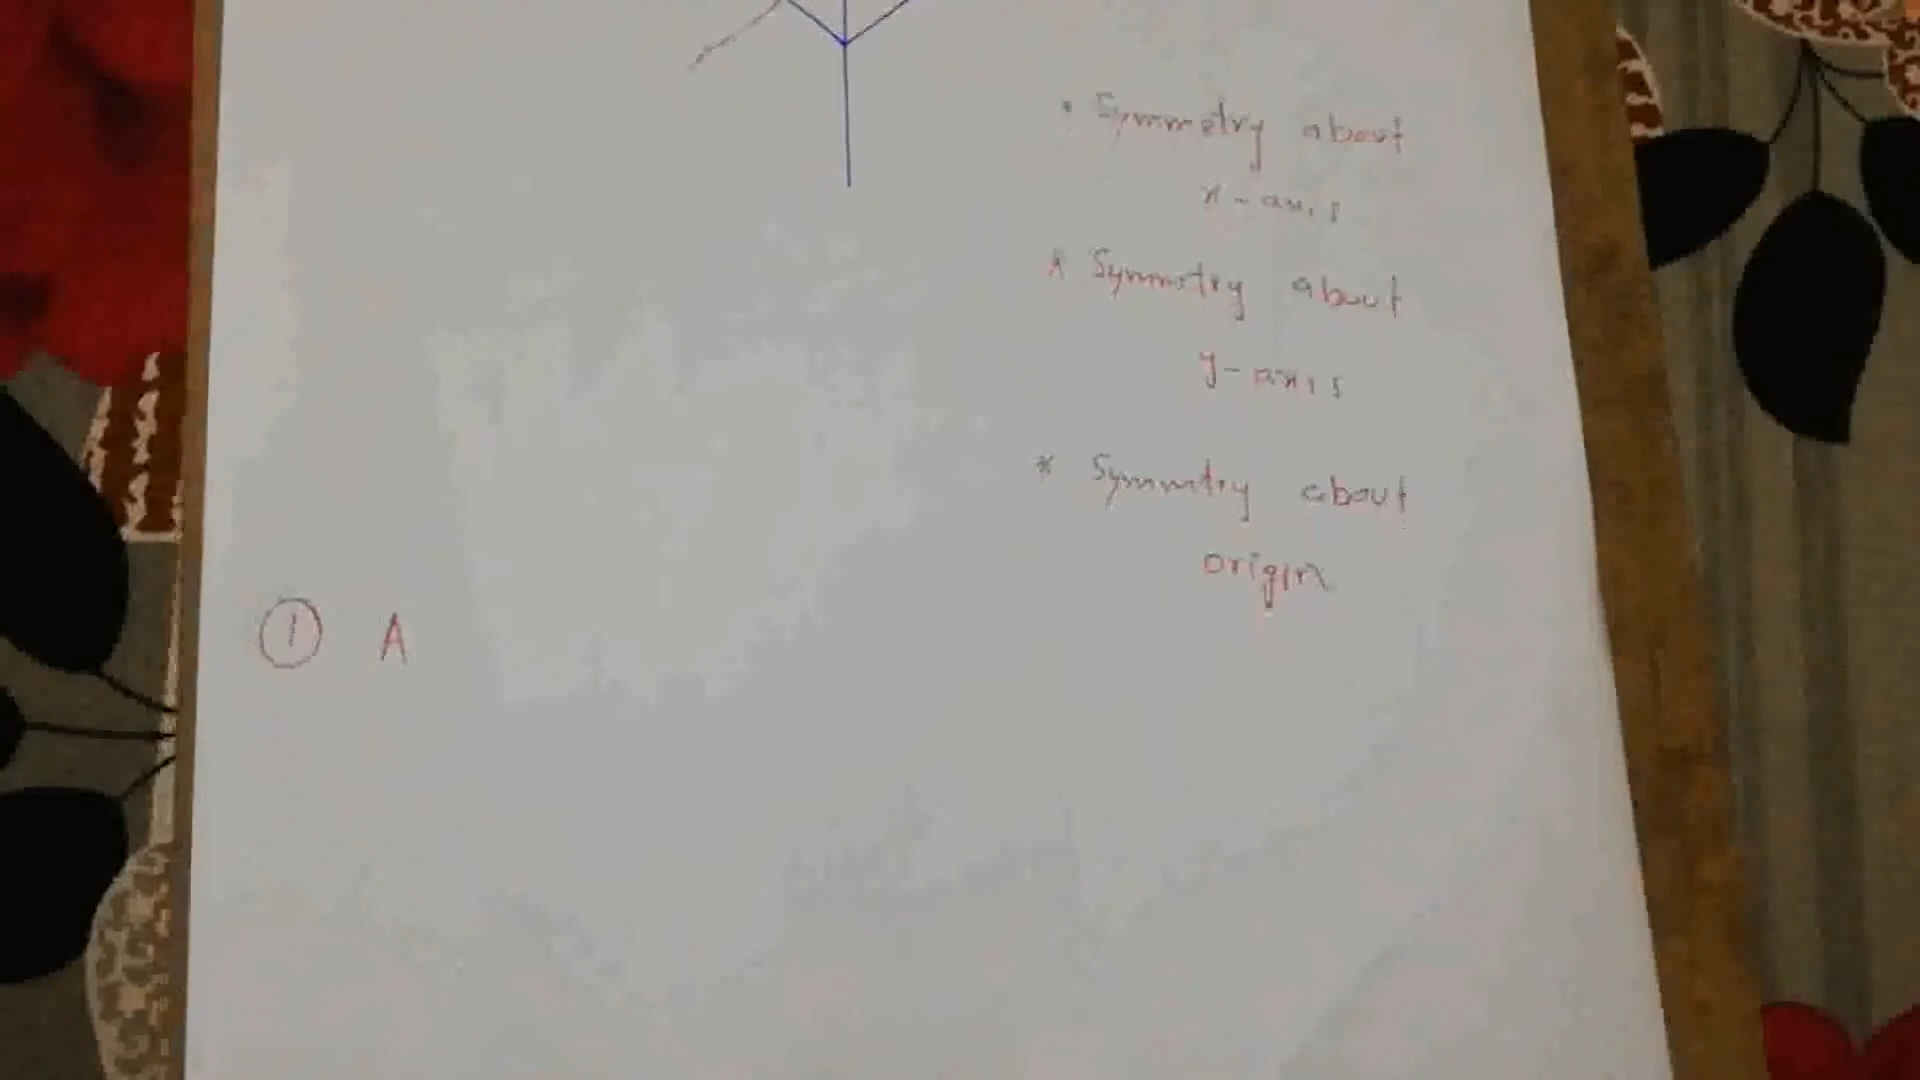 * Symmetry about
x-axis
* Symmetry about
y-axis
* Symmetry about
origin
① A